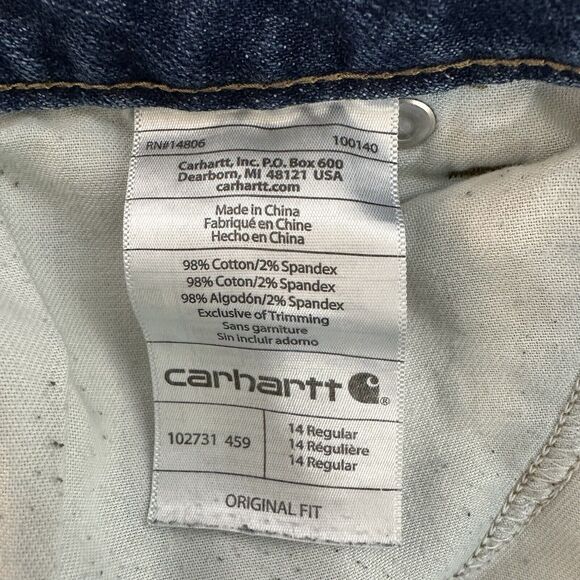 RN#14806 100140
Carhartt, Inc. P.O. Box 600
Dearborn, MI 48121 USA
carhartt.com
Made in China
Fabriqué en Chine
Hecho en China
98% Cotton/2% Spandex
98% Coton/2% Spandex
98% Algodón/2% Spandex
Exclusive of Trimming
Sans garniture
Sin incluir adorno
carhartt ®
102731 459
14 Regular
14 Régulière
14 Regular
ORIGINAL FIT